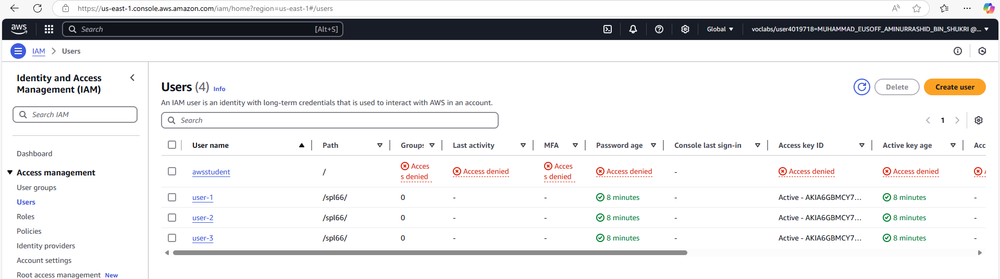 https://us-east-1.console.aws.amazon.com/iam/home?region=us-east-1#/users
aws
Search [Alt+S]
Global
voclabs/user4019718=MUHAMMAD_EUSOFF_AMINURRASHID_BIN_SHUKRI @...
IAM > Users
Identity and Access
Management (IAM)
Search IAM
Dashboard
Access management
User groups
Users
Roles
Policies
Identity providers
Account settings
Root access management New
Users (4) Info
Delete
Create user
An IAM user is an identity with long-term credentials that is used to interact with AWS in an account.
Search
1
User name Path Groups Last activity MFA Password age Console last sign-in Access key ID Active key age Acc
awsstudent / Acces Access denied Acces Access denied - Access denied Access denied A
s denied s denied
user-1 /spl66/ 0 - - 8 minutes - Active - AKIA6GBMCY7... 8 minutes -
user-2 /spl66/ 0 - - 8 minutes - Active - AKIA6GBMCY7... 8 minutes -
user-3 /spl66/ 0 - - 8 minutes - Active - AKIA6GBMCY7... 8 minutes -